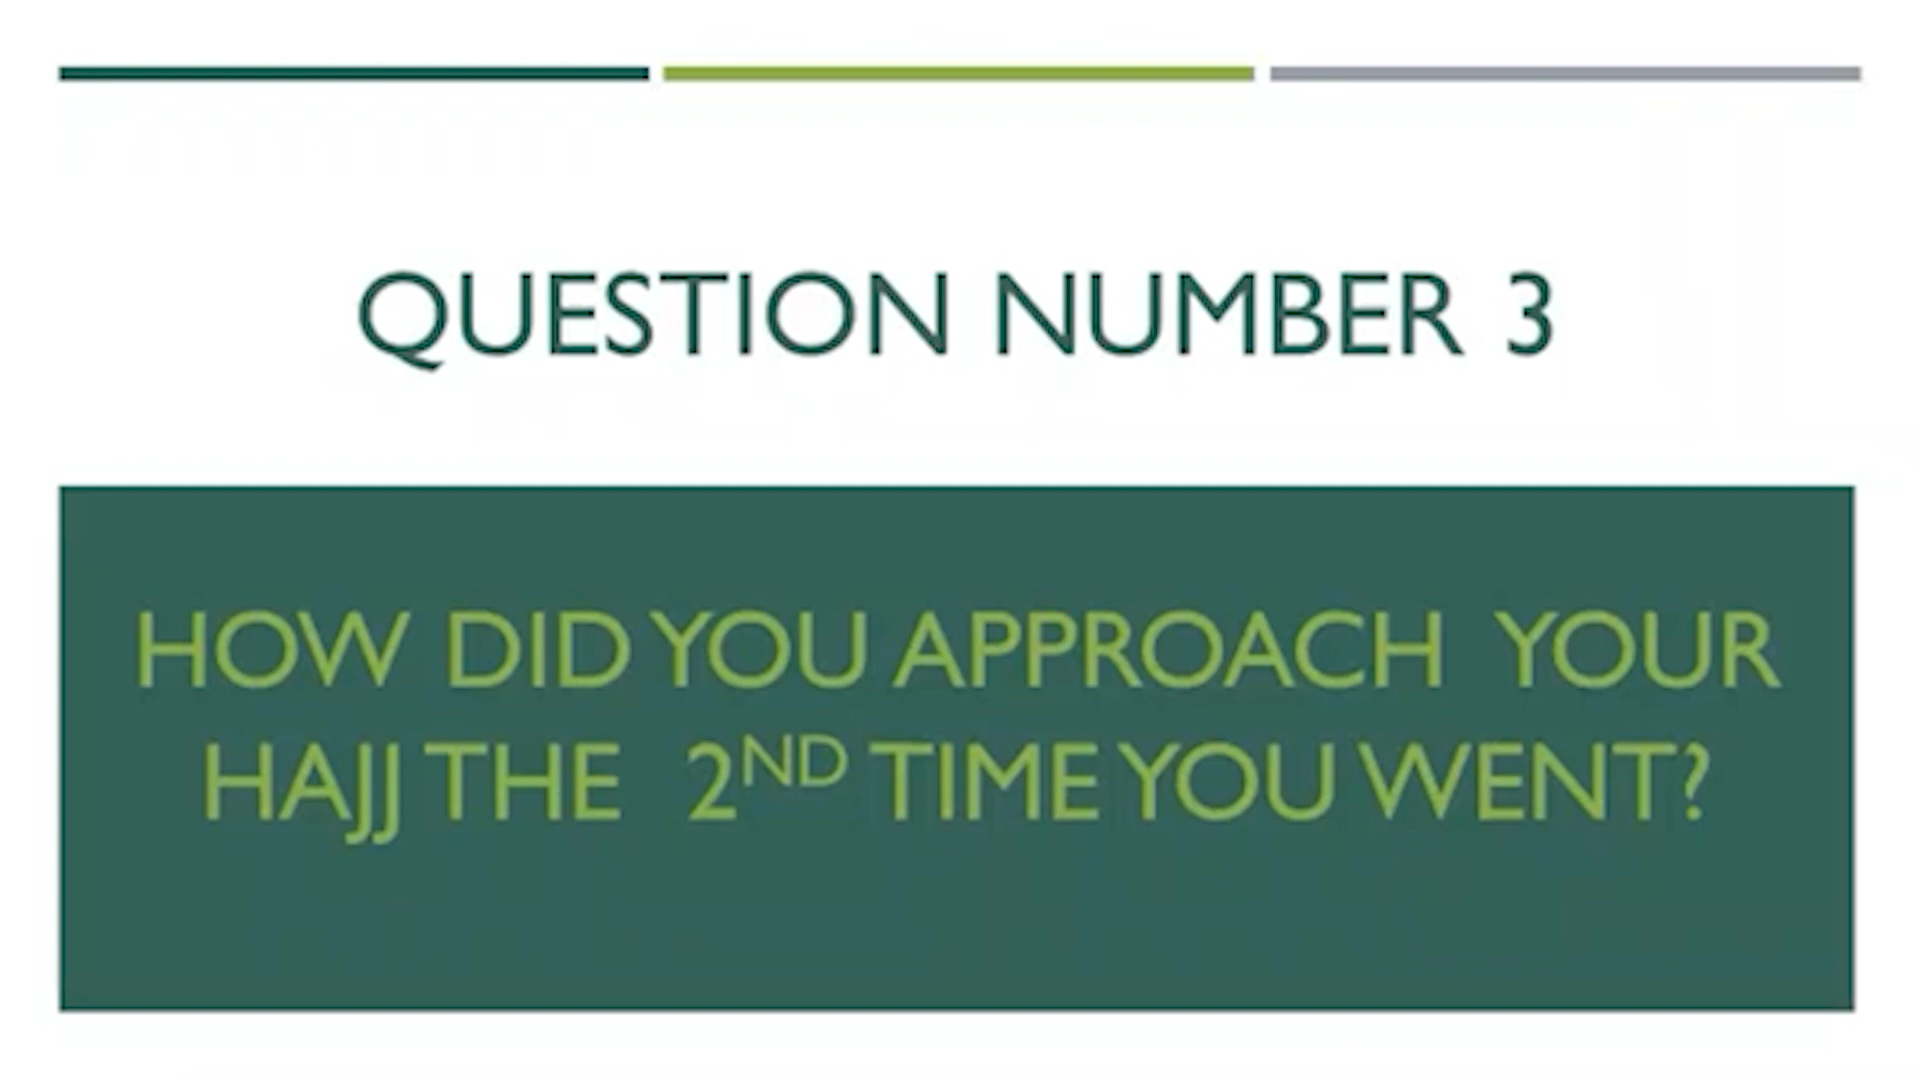 QUESTION NUMBER 3
HOW DID YOU APPROACH YOUR
HAJJ THE 2ND TIME YOU WENT?